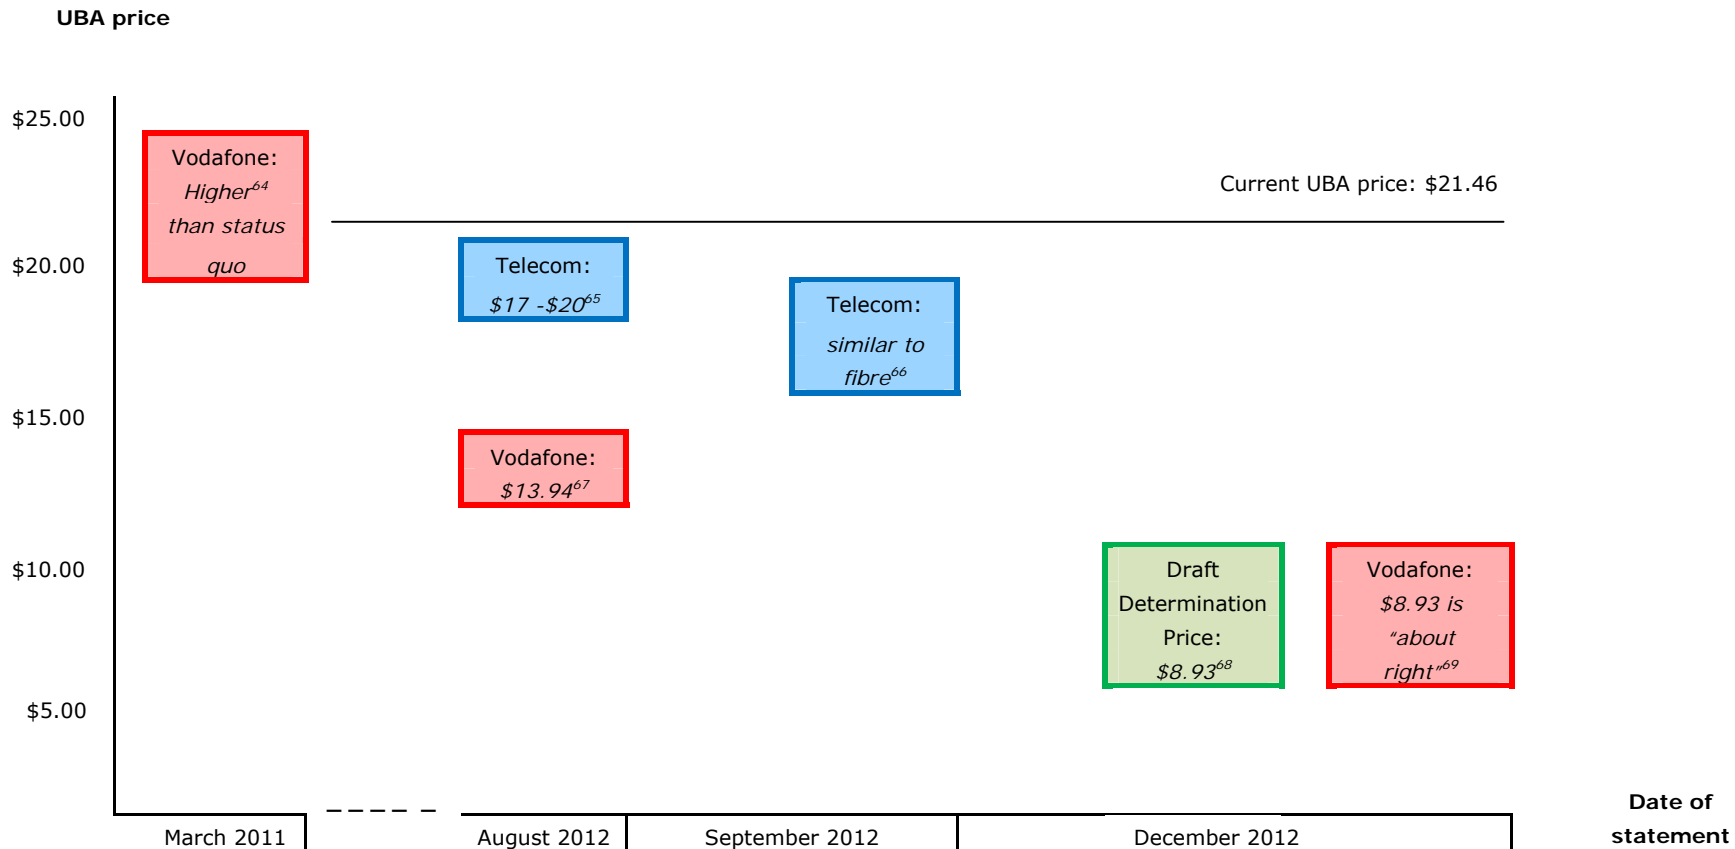 UBA price
$25.00
$20.00
$15.00
$10.00
$5.00
Vodafone:
Higher64
than status
quo
Current UBA price: $21.46
Telecom:
$17 -$2065
Telecom:
similar to
fibre66
Vodafone:
$13.9467
Draft
Determination
Price:
$8.9368
Vodafone:
$8.93 is
“about
right”69
March 2011
August 2012
September 2012
December 2012
Date of
statement